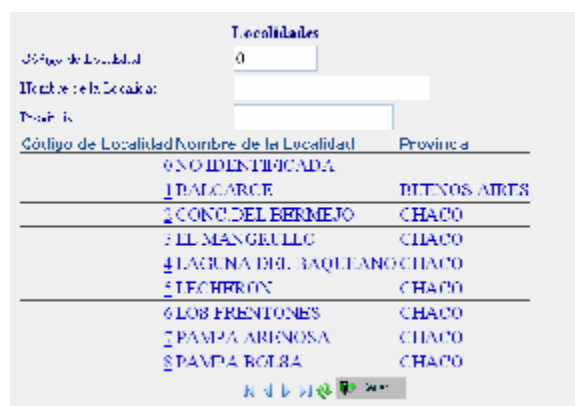 Localidades
Código de Localidad
0
Nombre de la Localidad
Provincia
Código de Localidad Nombre de la Localidad Provincia
0 NO IDENTIFICADA
1 BALCARCE BUENOS AIRES
2 CONC.DEL BERMEJO CHACO
3 EL MANGRULLO CHACO
4 LAGUNA DEL BAQUEANO CHACO
5 LECHERON CHACO
6 LOS FRENTONES CHACO
7 PAMPA ARENOSA CHACO
8 PAMPA BOLSA CHACO